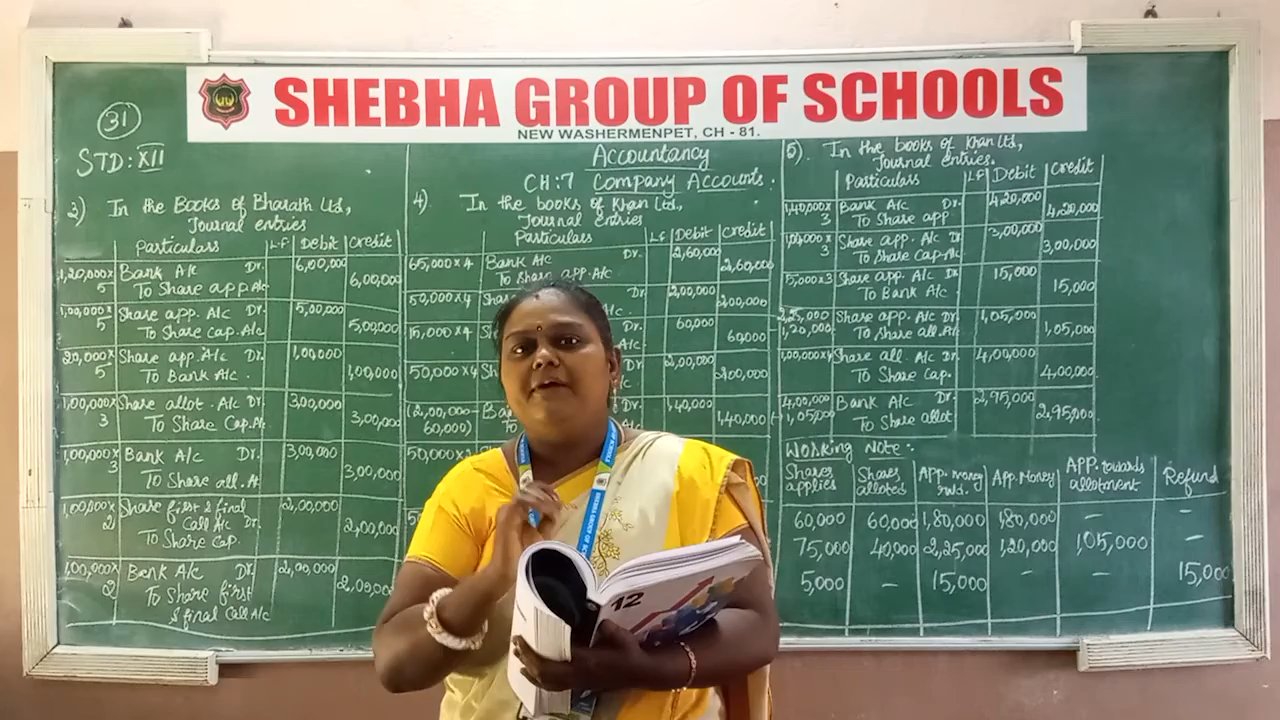 SHEBHA GROUP OF SCHOOLS
NEW WASHERMENPET, CH - 81.
31
STD: XII
Accountancy
CH:7 Company Accounts.
3) In the Books of Bharath Ltd.,
Journal entries
Particulars L.F Debit Credit
1,20,000 x 5 Bank A/c Dr. 6,00,000
To Share app.A/c 6,00,000
1,00,000 x 5 Share app. A/c Dr. 5,00,000
To Share Cap.A/c 5,00,000
20,000 x 5 Share app. A/c Dr. 1,00,000
To Bank A/c. 1,00,000
1,00,000 x 3 Share allot. A/c Dr. 3,00,000
To Share Cap.A/c 3,00,000
1,00,000 x 3 Bank A/c Dr. 3,00,000
To Share all.A/c 3,00,000
1,00,000 x 2 Share first & final 2,00,000
Call A/c Dr.
To Share Cap. 2,00,000
1,00,000 x 2 Bank A/c Dr. 2,00,000
To Share first 2,00,000
& final Call A/c
4) In the books of Khan Ltd.,
Journal entries
Particulars L.F Debit Credit
65,000 x 4 Bank A/c Dr. 2,60,000
To Share app.A/c 2,60,000
50,000 x 4 Dr. 2,00,000
2,00,000
15,000 x 4 Dr. 60,000
60,000
50,000 x 4 Dr 2,00,000
2,00,000
(2,00,000 - 60,000) Dr. 1,40,000
1,40,000
50,000 x
5). In the books of Khan Ltd.,
Journal entries.
Particulars L.F Debit Credit
1,40,000 x 3 Bank A/c Dr. 4,20,000
To Share app 4,20,000
1,00,000 x 3 Share app. A/c Dr. 3,00,000
To Share Cap.A/c 3,00,000
5,000 x 3 Share app. A/c Dr. 15,000
To Bank A/c 15,000
2,25,000 - 1,20,000 Share app. A/c Dr. 1,05,000
To Share all.A/c 1,05,000
1,00,000 x 4 Share all A/c Dr. 4,00,000
To Share Cap. 4,00,000
4,00,000 (-) 1,05,000 Bank A/c Dr. 2,95,000
To Share allot 2,95,000
Working Note:-
Shares applies Shares alloted App. money App. Money App. towards allotment Refund
60,000 60,000 1,80,000 1,80,000 - -
75,000 40,000 2,25,000 1,20,000 1,05,000 -
5,000 - 15,000 - - 15,000
12